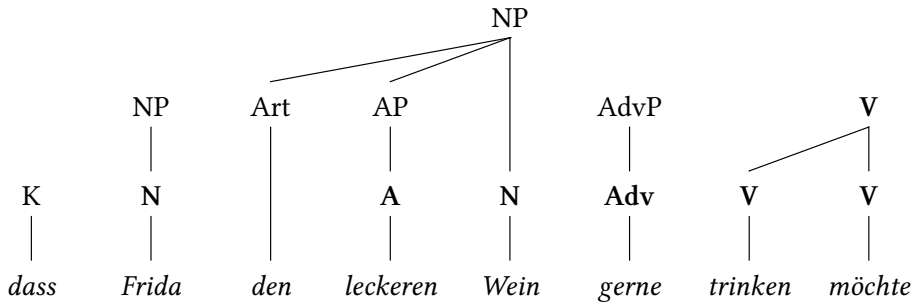 NP
NP Art AP AdvP V
K N A N Adv V V
dass Frida den leckeren Wein gerne trinken möchte